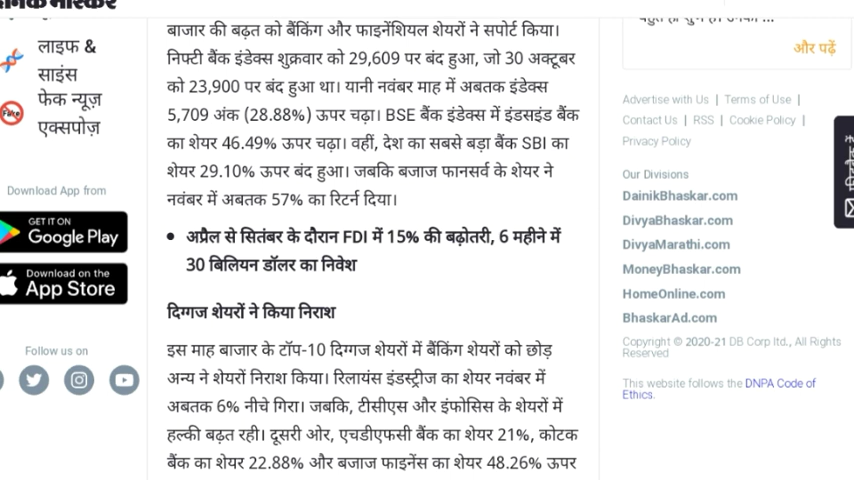 लाइफ &
साइंस
फेक न्यूज़
एक्सपोज़
Download App from
GET IT ON
Google Play
Download on the
App Store
Follow us on
बाजार की बढ़त को बैंकिंग और फाइनेंशियल शेयरों ने सपोर्ट किया।
निफ्टी बैंक इंडेक्स शुक्रवार को 29,609 पर बंद हुआ, जो 30 अक्टूबर
को 23,900 पर बंद हुआ था। यानी नवंबर माह में अबतक इंडेक्स
5,709 अंक (28.88%) ऊपर चढ़ा। BSE बैंक इंडेक्स में इंडसइंड बैंक
का शेयर 46.49% ऊपर चढ़ा। वहीं, देश का सबसे बड़ा बैंक SBI का
शेयर 29.10% ऊपर बंद हुआ। जबकि बजाज फानसर्व के शेयर ने
नवंबर में अबतक 57% का रिटर्न दिया।
• अप्रैल से सितंबर के दौरान FDI में 15% की बढ़ोतरी, 6 महीने में
30 बिलियन डॉलर का निवेश
दिग्गज शेयरों ने किया निराश
इस माह बाजार के टॉप-10 दिग्गज शेयरों में बैंकिंग शेयरों को छोड़
अन्य ने शेयरों निराश किया। रिलायंस इंडस्ट्रीज का शेयर नवंबर में
अबतक 6% नीचे गिरा। जबकि, टीसीएस और इंफोसिस के शेयरों में
हल्की बढ़त रही। दूसरी ओर, एचडीएफसी बैंक का शेयर 21%, कोटक
बैंक का शेयर 22.88% और बजाज फाइनेंस का शेयर 48.26% ऊपर
और पढ़ें
Advertise with Us | Terms of Use |
Contact Us | RSS | Cookie Policy |
Privacy Policy
Our Divisions
DainikBhaskar.com
DivyaBhaskar.com
DivyaMarathi.com
MoneyBhaskar.com
HomeOnline.com
BhaskarAd.com
Copyright © 2020-21 DB Corp ltd., All Rights
Reserved
This website follows the DNPA Code of
Ethics.